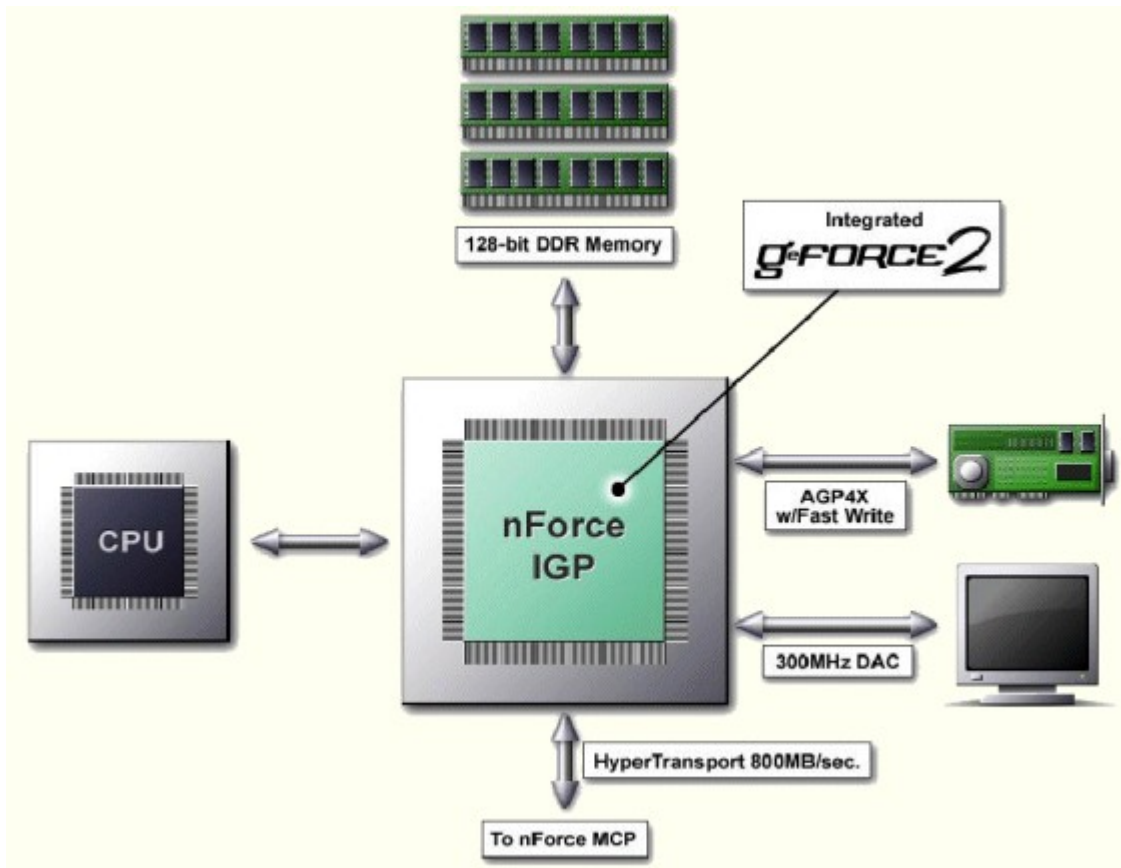 128-bit DDR Memory
Integrated
geFORCE2
CPU
nForce
IGP
AGP4X
w/Fast Write
300MHz DAC
HyperTransport 800MB/sec.
To nForce MCP